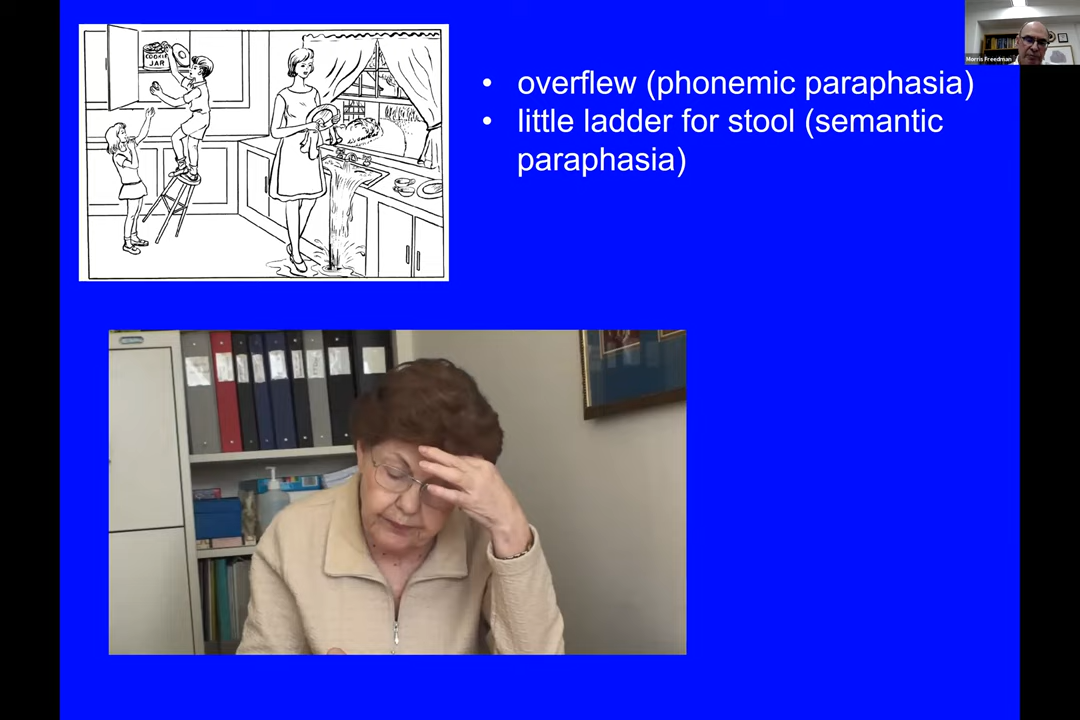 COOKIE
JAR
• overflew (phonemic paraphasia)
• little ladder for stool (semantic
paraphasia)
Morris Freedman